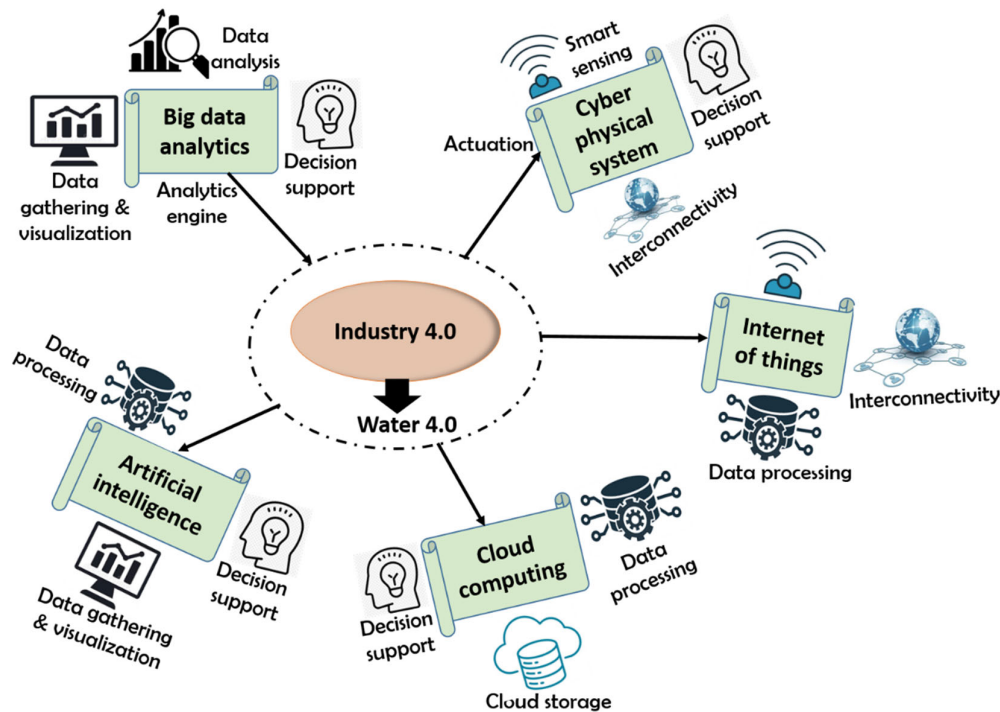 Data
analysis
Big data
analytics
Decision
support
Data
gathering &
visualization
Analytics
engine
Smart
sensing
Cyber
physical
system
Decision
support
Actuation
Interconnectivity
Industry 4.0
Water 4.0
Internet
of things
Interconnectivity
Data processing
Data
processing
Artificial
intelligence
Decision
support
Data gathering
& visualization
Cloud
computing
Data
processing
Decision
support
Cloud storage